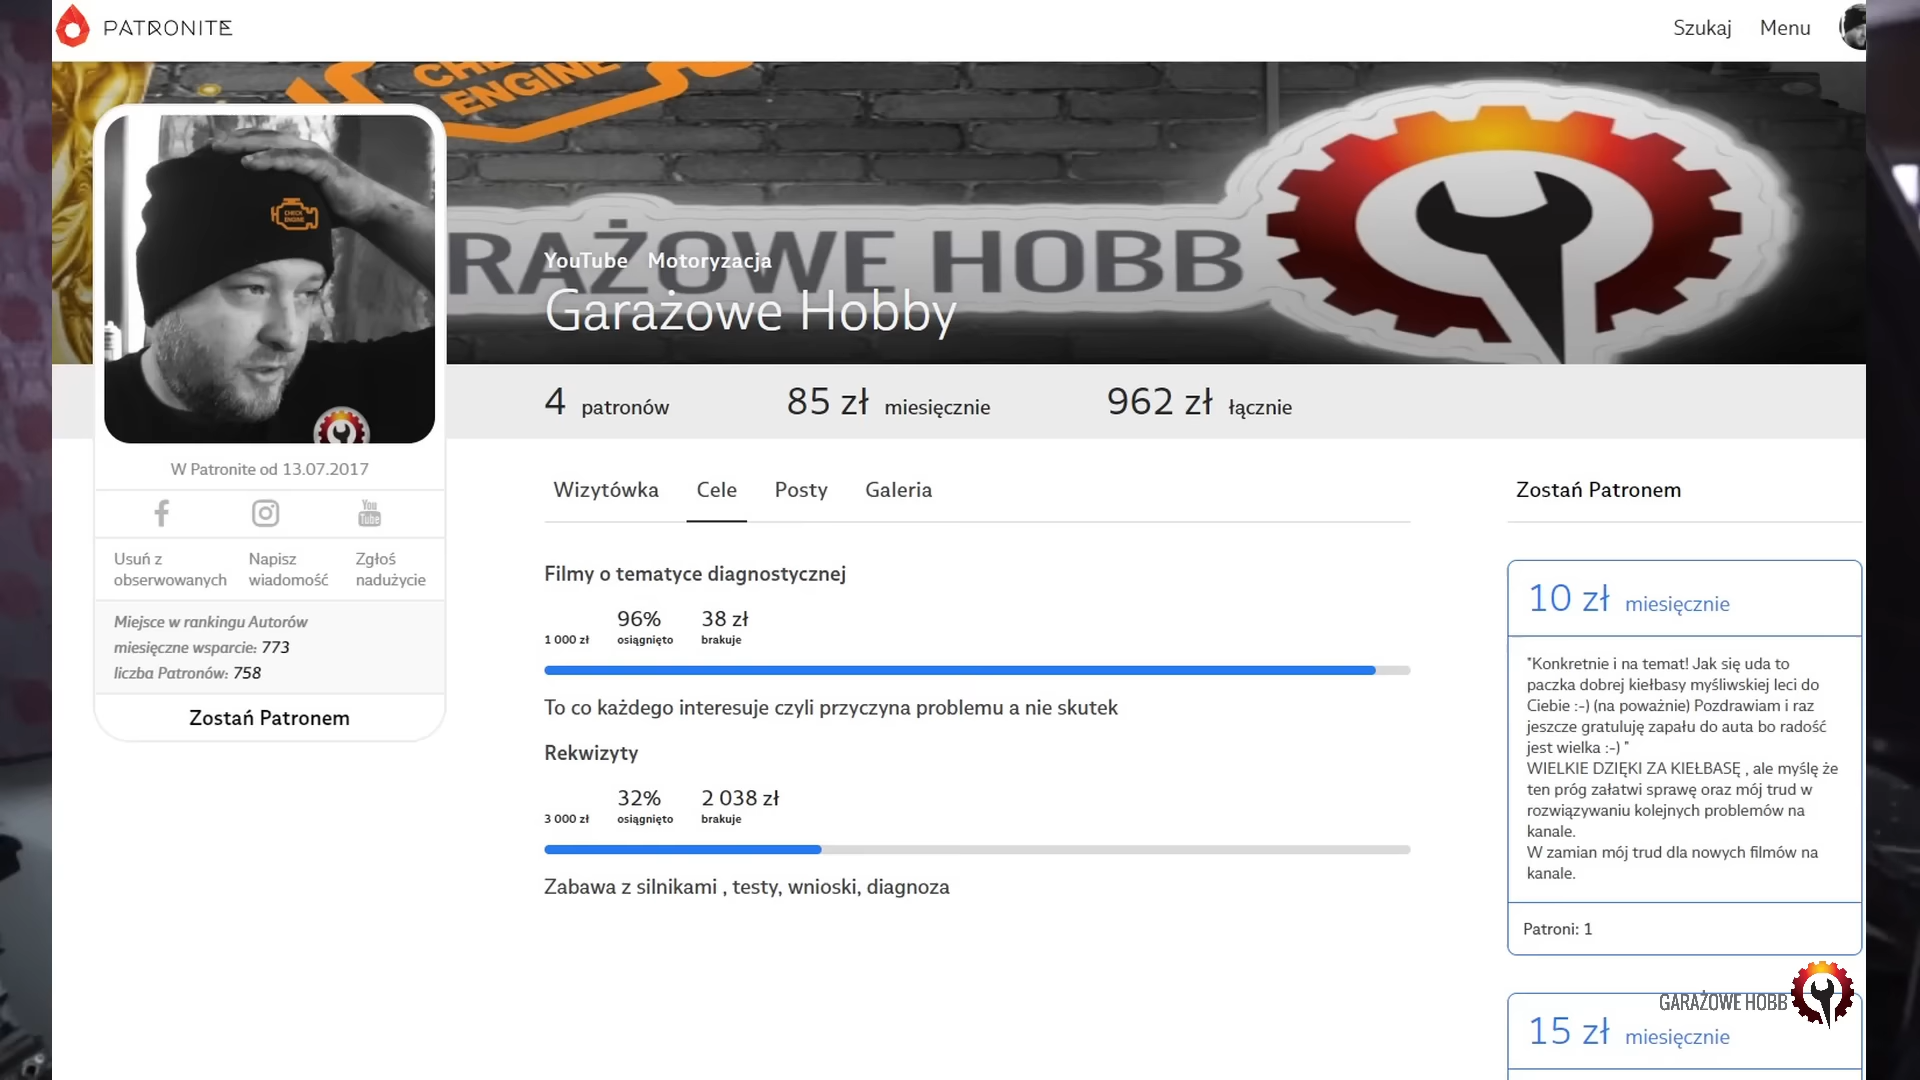 PATRONITE
Szukaj
Menu
CHECK
ENGINE
RAŻOWE HOBB
YouTube Motoryzacja
Garażowe Hobby
CHECK
ENGINE
4 patronów
85 zł miesięcznie
962 zł łącznie
W Patronite od 13.07.2017
You
Tube
Usuń z
obserwowanych
Napisz
wiadomość
Zgłoś
nadużycie
Miejsce w rankingu Autorów
miesięczne wsparcie: 773
liczba Patronów: 758
Zostań Patronem
Wizytówka
Cele
Posty
Galeria
Filmy o tematyce diagnostycznej
96%
38 zł
1 000 zł
osiągnięto
brakuje
To co każdego interesuje czyli przyczyna problemu a nie skutek
Rekwizyty
32%
2 038 zł
3 000 zł
osiągnięto
brakuje
Zabawa z silnikami , testy, wnioski, diagnoza
Zostań Patronem
10 zł miesięcznie
"Konkretnie i na temat! Jak się uda to
paczka dobrej kiełbasy myśliwskiej leci do
Ciebie :-) (na poważnie) Pozdrawiam i raz
jeszcze gratuluję zapału do auta bo radość
jest wielka :-) "
WIELKIE DZIĘKI ZA KIEŁBASĘ , ale myślę że
ten próg załatwi sprawę oraz mój trud w
rozwiązywaniu kolejnych problemów na
kanale.
W zamian mój trud dla nowych filmów na
kanale.
Patroni: 1
GARAŻOWE HOBB
15 zł miesięcznie